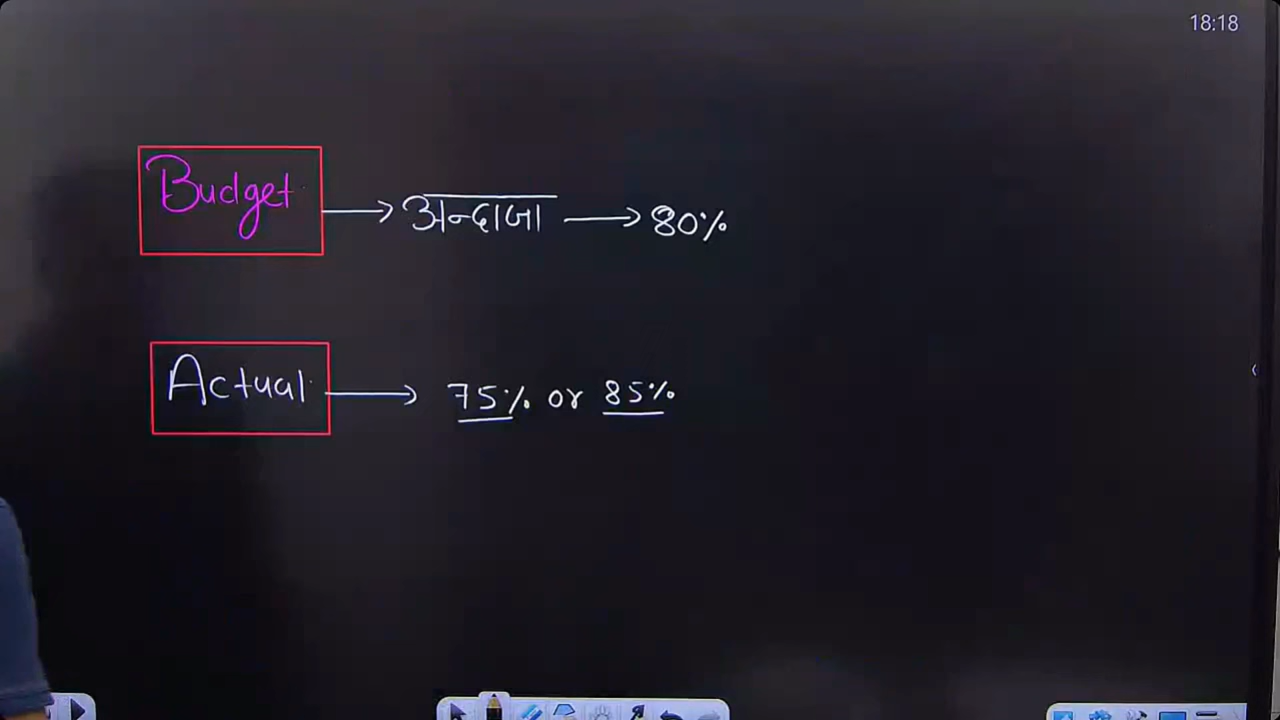 18:18
Budget → अन्दाजा → 80%
Actual → 75% or 85%